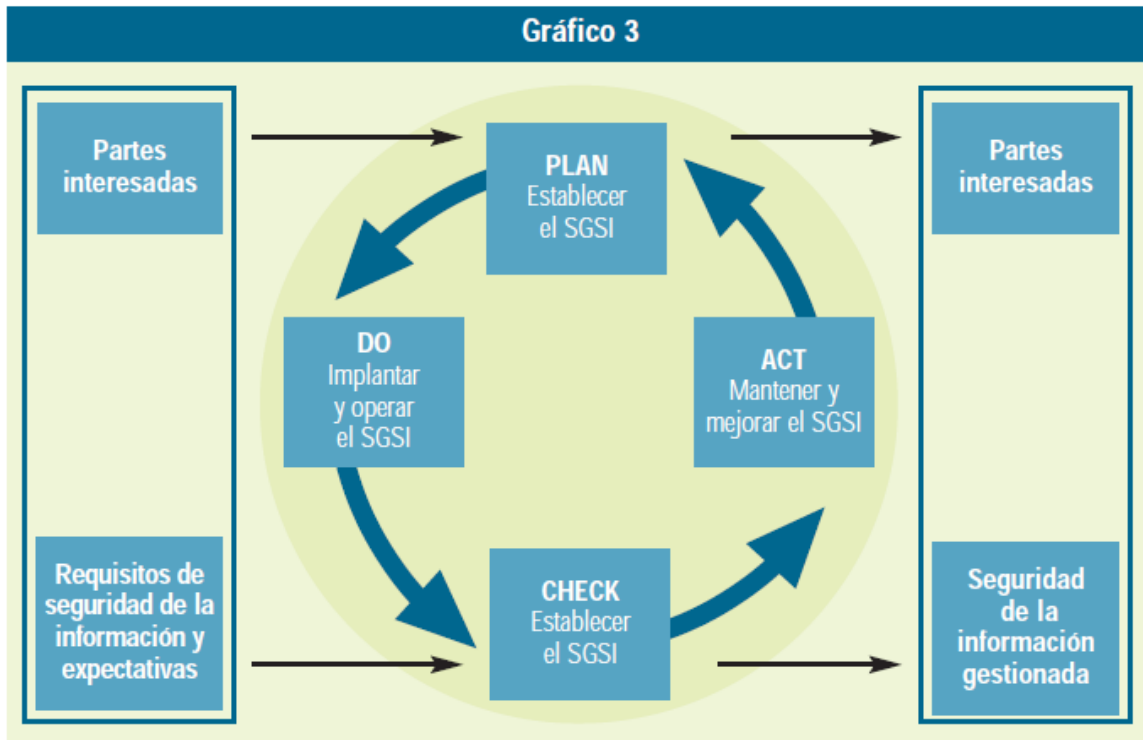 Gráfico 3
Partes
interesadas
Requisitos de
seguridad de la
información y
expectativas
PLAN
Establecer
el SGSI
DO
Implantar
y operar
el SGSI
CHECK
Establecer
el SGSI
ACT
Mantener y
mejorar el SGSI
Partes
interesadas
Seguridad
de la
información
gestionada